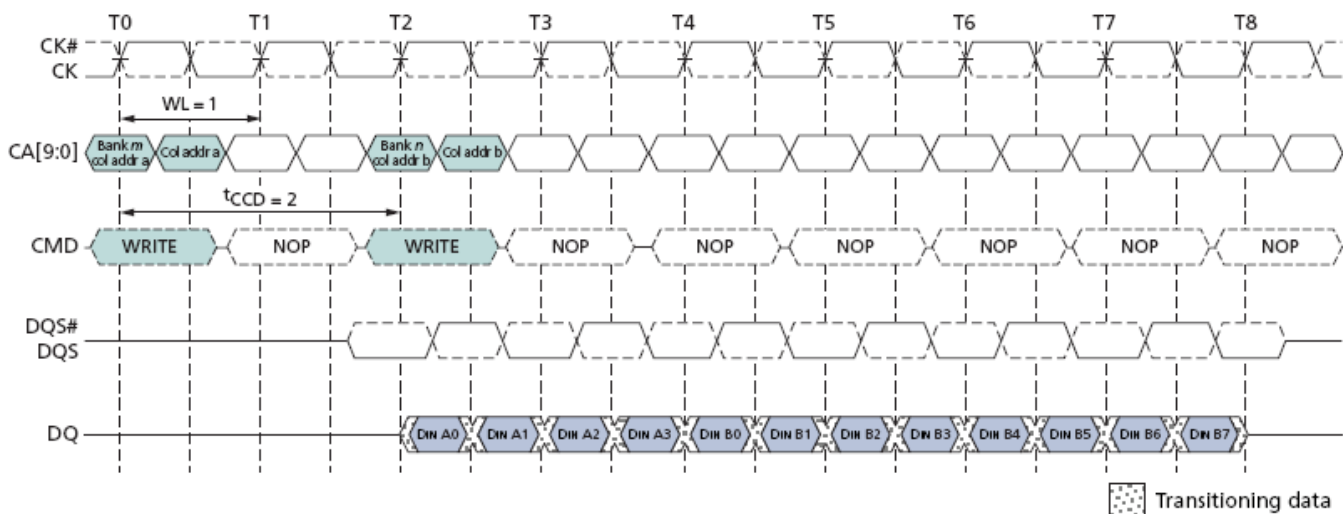 T0 T1 T2 T3 T4 T5 T6 T7 T8
CK#
CK
WL = 1
CA[9:0]
Bank m
col addr a
Col addr a
Bank n
col addr b
Col addr b
tCCD = 2
CMD WRITE NOP WRITE NOP NOP NOP NOP NOP NOP
DQS#
DQS
DQ DIN A0 DIN A1 DIN A2 DIN A3 DIN B0 DIN B1 DIN B2 DIN B3 DIN B4 DIN B5 DIN B6 DIN B7
Transitioning data